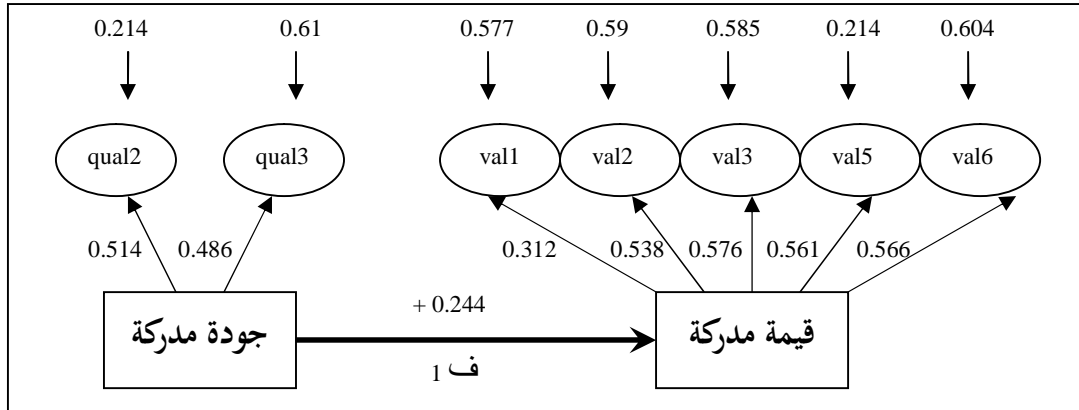 0.214 0.61 0.577 0.59 0.585 0.214 0.604
qual2 qual3 val1 val2 val3 val5 val6
0.514 0.486 0.312 0.538 0.576 0.561 0.566
+ 0.244
جودة مدركة
قيمة مدركة
ف 1